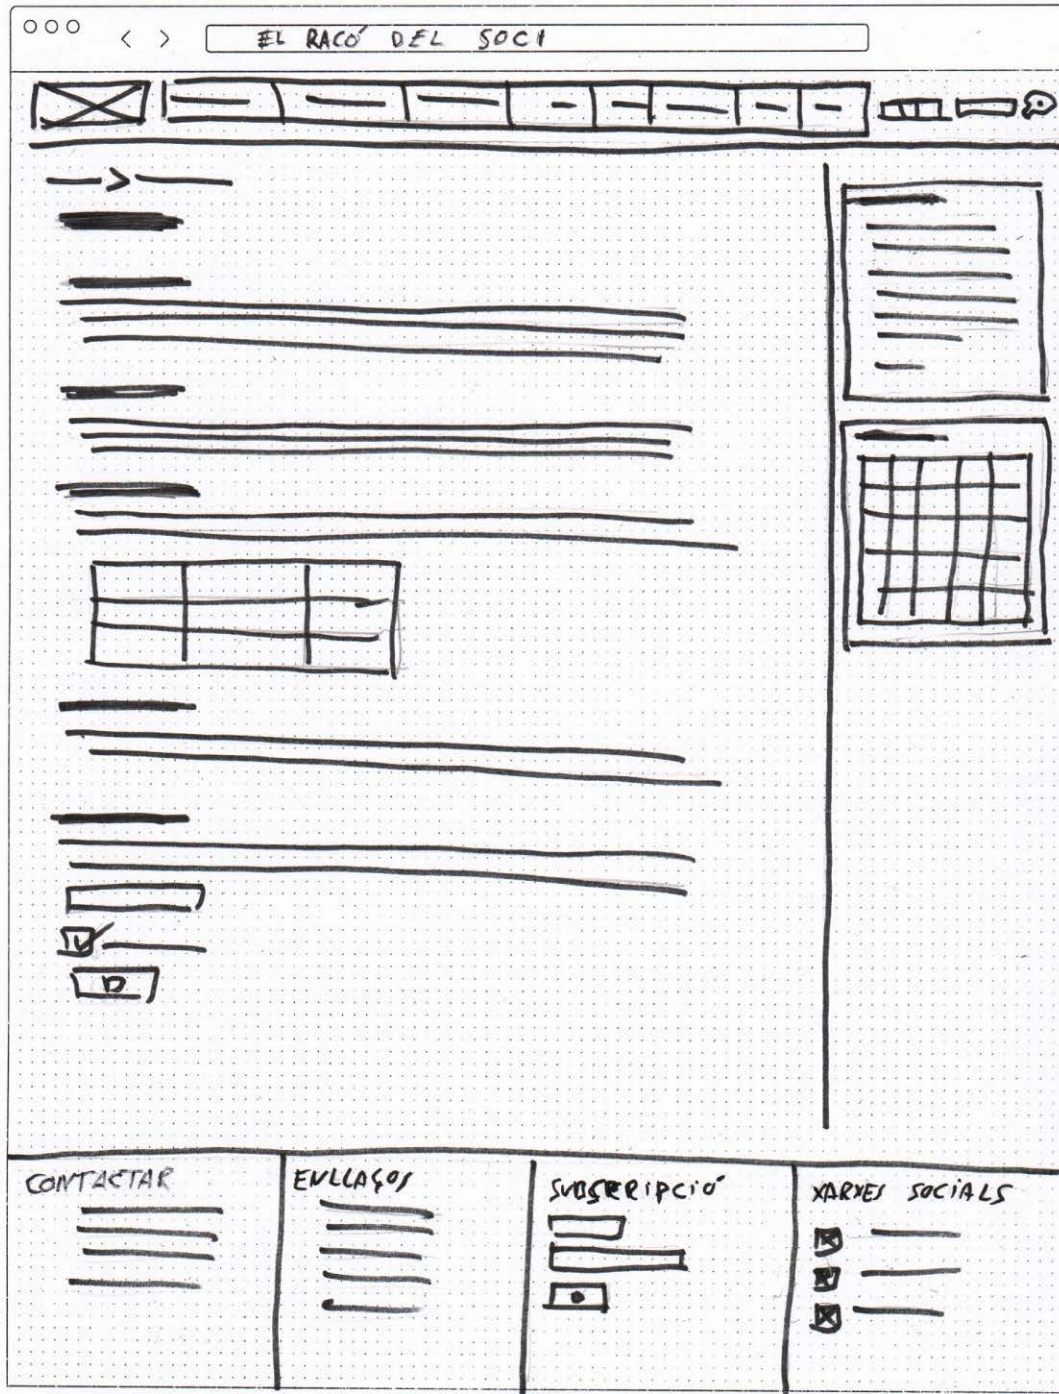 EL RACÓ DEL SOCI
CONTACTAR
ENLLAÇOS
SUBSCRIPCIÓ
XARXES SOCIALS